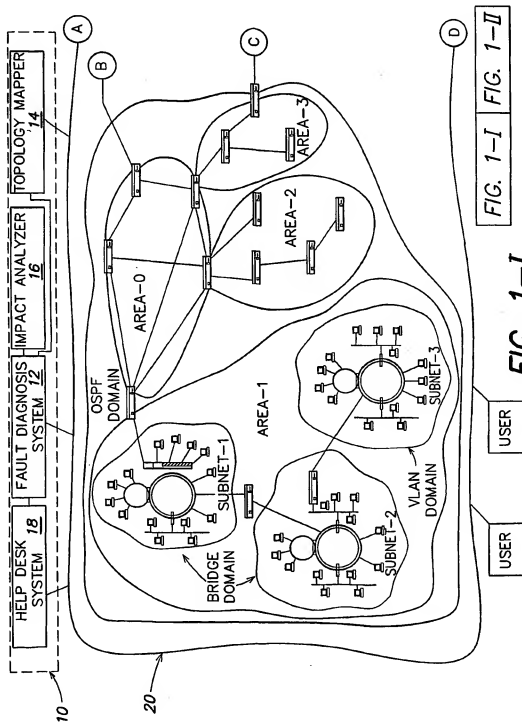 HELP DESK
SYSTEM 18
FAULT DIAGNOSIS
SYSTEM 12
IMPACT ANALYZER
16
TOPOLOGY MAPPER
14
10
20
A
B
C
D
OSPF
DOMAIN
AREA-0
AREA-1
AREA-2
AREA-3
BRIDGE
DOMAIN
SUBNET-1
SUBNET-2
SUBNET-3
VLAN
DOMAIN
USER
USER
FIG. 1-I
FIG. 1-II
FIG. 1-I